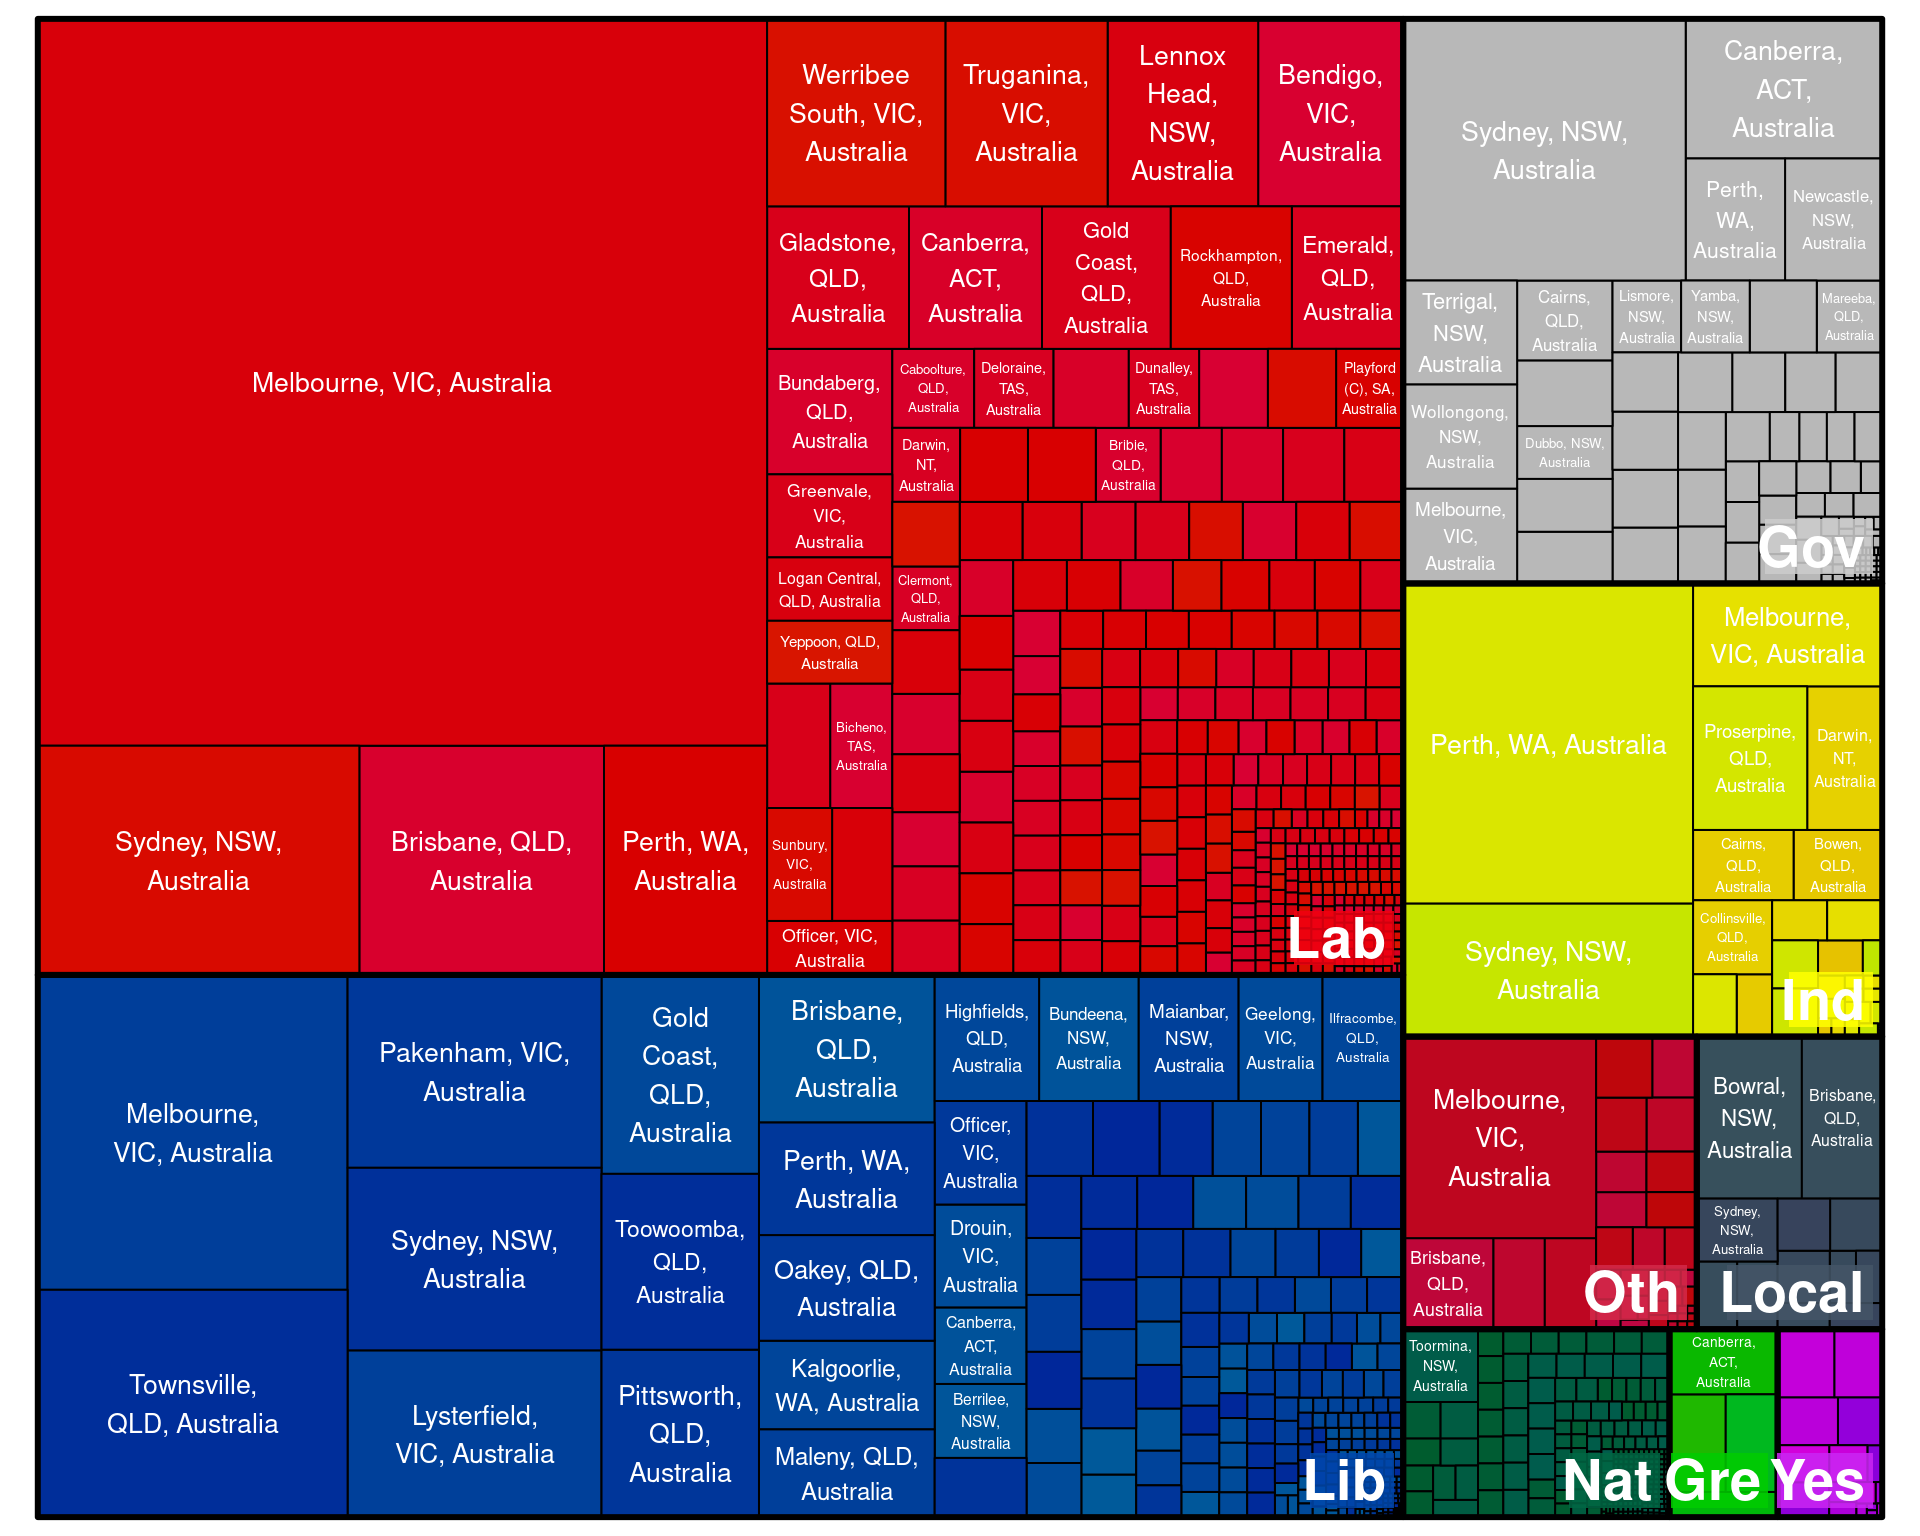 Melbourne, VIC, Australia
Sydney, NSW,
Australia
Brisbane, QLD,
Australia
Perth, WA,
Australia
Werribee
South, VIC,
Australia
Truganina,
VIC,
Australia
Lennox
Head,
NSW,
Australia
Bendigo,
VIC,
Australia
Gladstone,
QLD,
Australia
Canberra,
ACT,
Australia
Gold
Coast,
QLD,
Australia
Rockhampton,
QLD,
Australia
Emerald,
QLD,
Australia
Bundaberg,
QLD,
Australia
Caboolture,
QLD,
Australia
Deloraine,
TAS,
Australia
Dunalley,
TAS,
Australia
Playford
(C), SA,
Australia
Darwin,
NT,
Australia
Bribie,
QLD,
Australia
Greenvale,
VIC,
Australia
Logan Central,
QLD, Australia
Clermont,
QLD,
Australia
Yeppoon, QLD,
Australia
Bicheno,
TAS,
Australia
Sunbury,
VIC,
Australia
Officer, VIC,
Australia
Lab
Melbourne,
VIC, Australia
Townsville,
QLD, Australia
Pakenham, VIC,
Australia
Sydney, NSW,
Australia
Lysterfield,
VIC, Australia
Gold
Coast,
QLD,
Australia
Toowoomba,
QLD,
Australia
Pittsworth,
QLD,
Australia
Brisbane,
QLD,
Australia
Perth, WA,
Australia
Oakey, QLD,
Australia
Kalgoorlie,
WA, Australia
Maleny, QLD,
Australia
Highfields,
QLD,
Australia
Bundeena,
NSW,
Australia
Maianbar,
NSW,
Australia
Geelong,
VIC,
Australia
Ilfracombe,
QLD,
Australia
Officer,
VIC,
Australia
Drouin,
VIC,
Australia
Canberra,
ACT,
Australia
Berrilee,
NSW,
Australia
Lib
Sydney, NSW,
Australia
Canberra,
ACT,
Australia
Perth,
WA,
Australia
Newcastle,
NSW,
Australia
Terrigal,
NSW,
Australia
Cairns,
QLD,
Australia
Lismore,
NSW,
Australia
Yamba,
NSW,
Australia
Mareeba,
QLD,
Australia
Wollongong,
NSW,
Australia
Dubbo, NSW,
Australia
Melbourne,
VIC,
Australia
Gov
Perth, WA, Australia
Sydney, NSW,
Australia
Melbourne,
VIC, Australia
Proserpine,
QLD,
Australia
Darwin,
NT,
Australia
Cairns,
QLD,
Australia
Bowen,
QLD,
Australia
Collinsville,
QLD,
Australia
Ind
Melbourne,
VIC,
Australia
Brisbane,
QLD,
Australia
Oth
Bowral,
NSW,
Australia
Brisbane,
QLD,
Australia
Sydney,
NSW,
Australia
Local
Toormina,
NSW,
Australia
Nat
Canberra,
ACT,
Australia
Gre
Yes